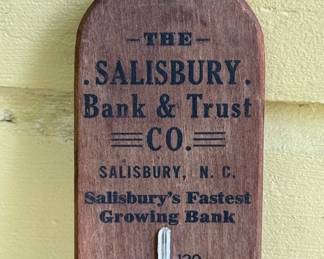 - THE -
. SALISBURY .
Bank & Trust
CO.
SALISBURY, N. C.
Salisbury's Fastest
Growing Bank
120